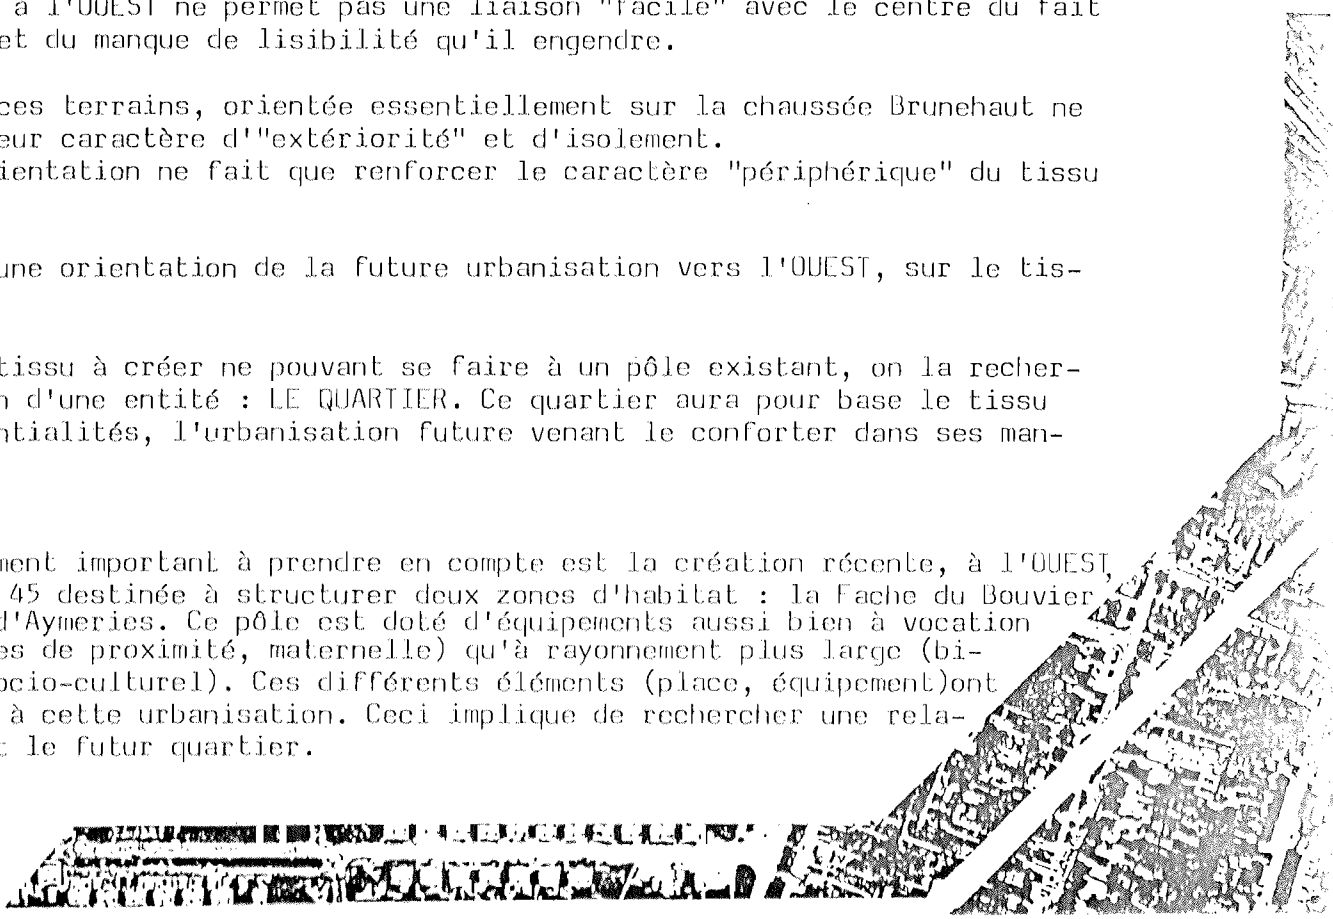 à l'OUEST ne permet pas une liaison "facile" avec le centre du fait
et du manque de lisibilité qu'il engendre.
ces terrains, orientée essentiellement sur la chaussée Brunehaut ne
eur caractère d'"extériorité" et d'isolement.
ientation ne fait que renforcer le caractère "périphérique" du tissu
une orientation de la future urbanisation vers l'OUEST, sur le tis-
tissu à créer ne pouvant se faire à un pôle existant, on la recher-
n d'une entité : LE QUARTIER. Ce quartier aura pour base le tissu
ntialités, l'urbanisation future venant le conforter dans ses man-
ment important à prendre en compte est la création récente, à l'OUEST
45 destinée à structurer deux zones d'habitat : la Fache du Bouvier
d'Aymeries. Ce pôle est doté d'équipements aussi bien à vocation
es de proximité, maternelle) qu'à rayonnement plus large (bi-
ocio-culturel). Ces différents éléments (place, équipement)ont
à cette urbanisation. Ceci implique de rechercher une rela-
t le futur quartier.